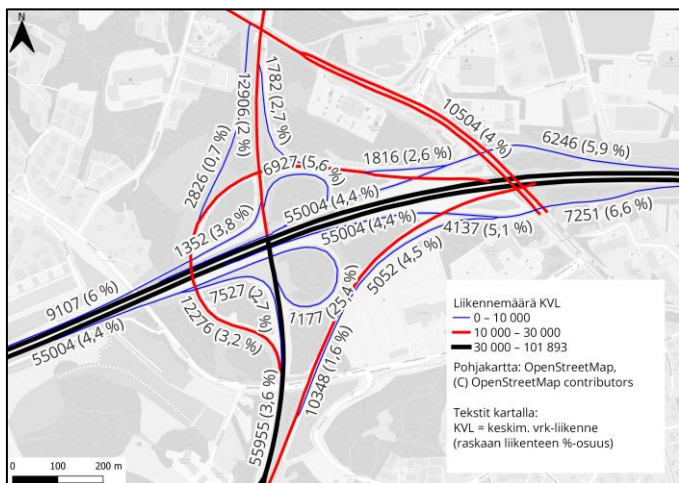 N
1782 (2,7 %)
12906 (2 %)
2826 (0,7 %)
6927 (5,6 %)
10504 (4 %)
1816 (2,6 %)
6246 (5,9 %)
1352 (3,8 %)
55004 (4,4 %)
55004 (4,4 %)
4137 (5,1 %)
7251 (6,6 %)
9107 (6 %)
55004 (4,4 %)
12276 (3,2 %)
7527 (2,7 %)
1177 (25,4 %)
5052 (4,5 %)
10348 (1,6 %)
55955 (3,6 %)
Liikennemäärä KVL
0 – 10 000
10 000 – 30 000
30 000 – 101 893
Pohjakartta: OpenStreetMap,
(C) OpenStreetMap contributors
Tekstit kartalla:
KVL = keskim. vrk-liikenne
(raskaan liikenteen %-osuus)
0 100 200 m